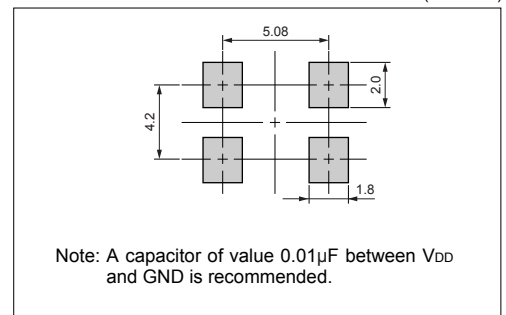 5.08
2.0
4.2
1.8
Note: A capacitor of value 0.01µF between VDD
and GND is recommended.